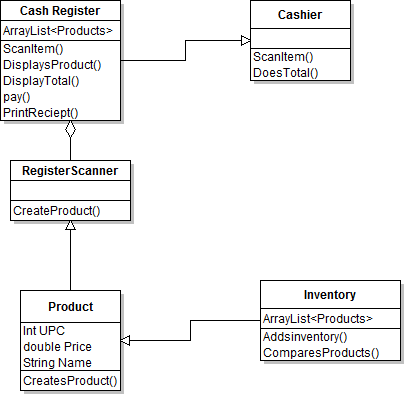 Cash Register
ArrayList<Products>
ScanItem()
DisplaysProduct()
DisplayTotal()
pay()
PrintReciept()
Cashier
ScanItem()
DoesTotal()
RegisterScanner
CreateProduct()
Product
Int UPC
double Price
String Name
CreatesProduct()
Inventory
ArrayList<Products>
Addsinventory()
ComparesProducts()